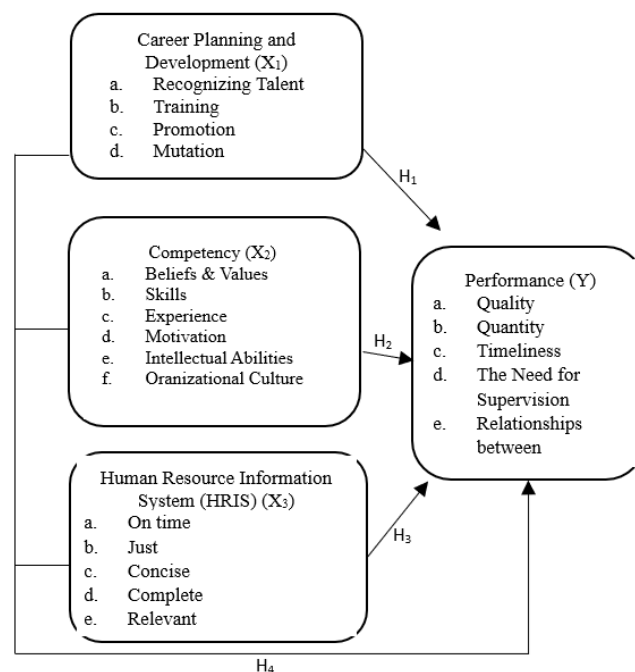 Career Planning and
Development (X₁)
a. Recognizing Talent
b. Training
c. Promotion
d. Mutation
H₁
Competency (X₂)
a. Beliefs & Values
b. Skills
c. Experience
d. Motivation
e. Intellectual Abilities
f. Oranizational Culture
H₂
Performance (Y)
a. Quality
b. Quantity
c. Timeliness
d. The Need for
Supervision
e. Relationships
between
Human Resource Information
System (HRIS) (X₃)
a. On time
b. Just
c. Concise
d. Complete
e. Relevant
H₃
H₄